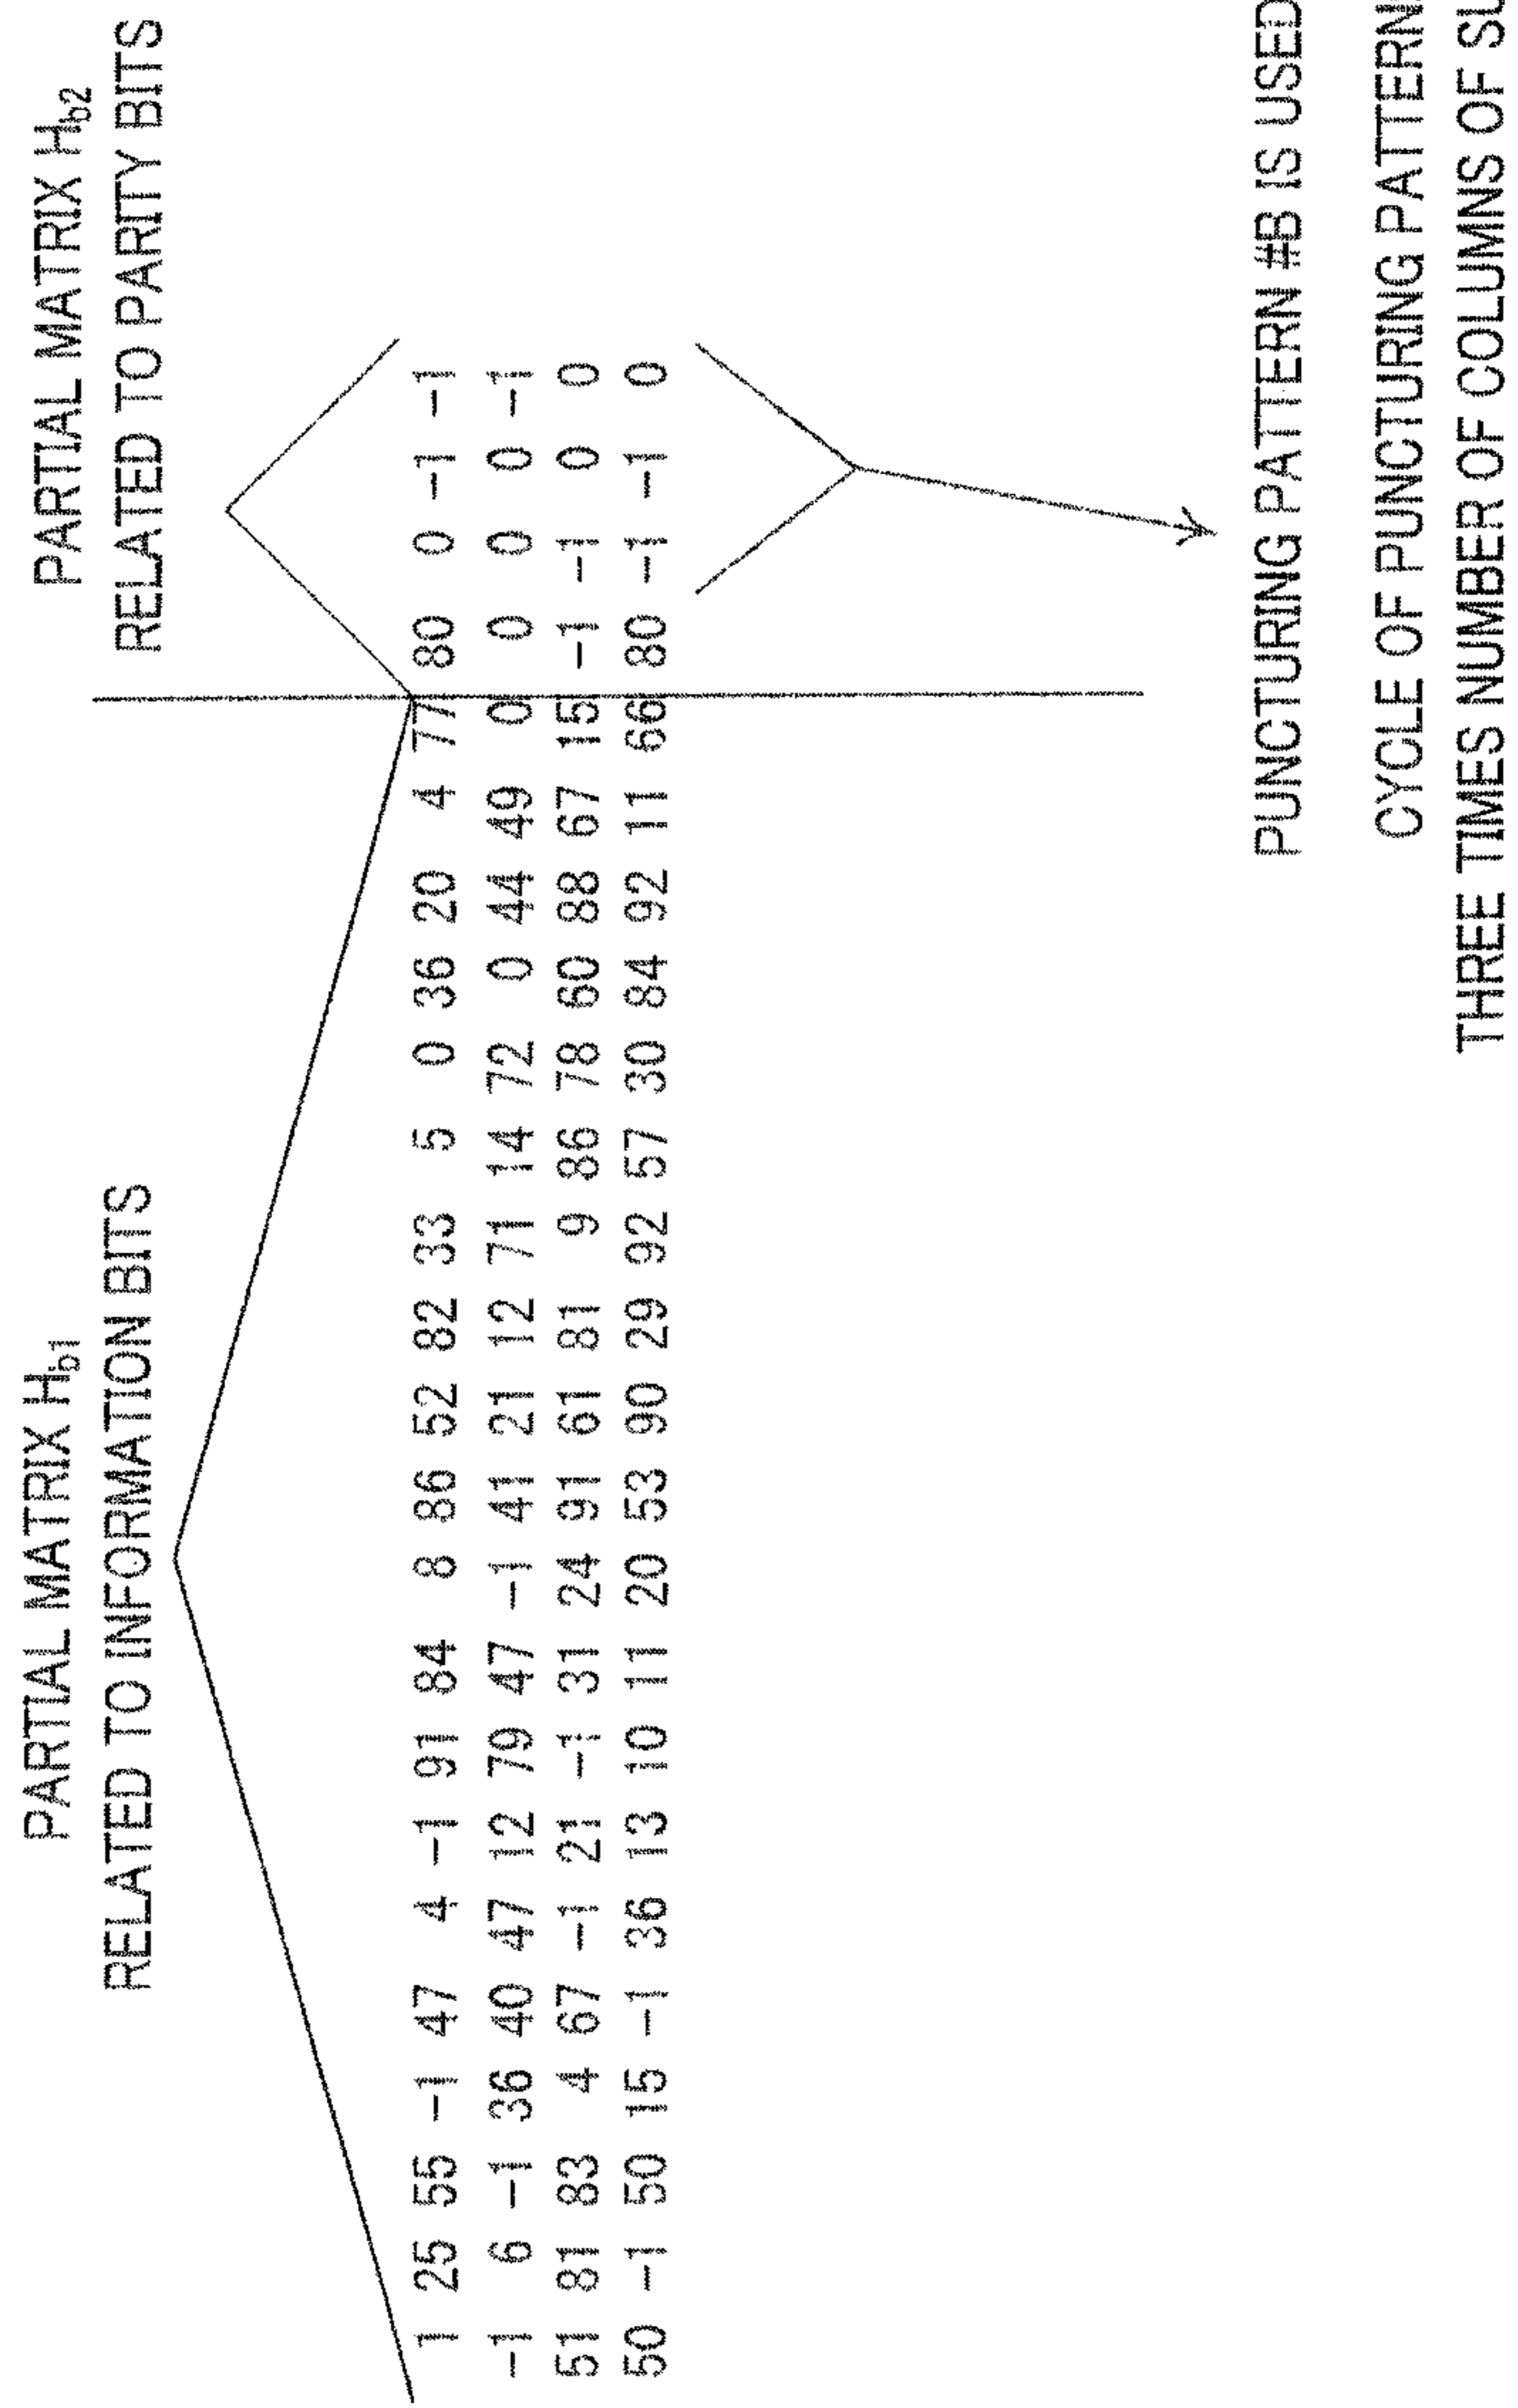 PARTIAL MATRIX Hb1
RELATED TO INFORMATION BITS
PARTIAL MATRIX Hb2
RELATED TO PARITY BITS
1 25 55 -1 47 4 -1 91 84 8 86 52 82 33 5 0 36 20 4 77 80 0 -1 -1
-1 6 -1 36 40 47 12 79 47 -1 41 21 12 71 14 72 0 44 49 0 0 0 0 -1
51 81 83 4 67 -1 21 -1 31 24 91 61 81 9 86 78 60 88 67 15 -1 -1 0 0
50 -1 50 15 -1 36 13 10 11 20 53 90 29 92 57 30 84 92 11 66 80 -1 -1 0
PUNCTURING PATTERN #B IS USED
CYCLE OF PUNCTURING PATTERN
THREE TIMES NUMBER OF COLUMNS OF